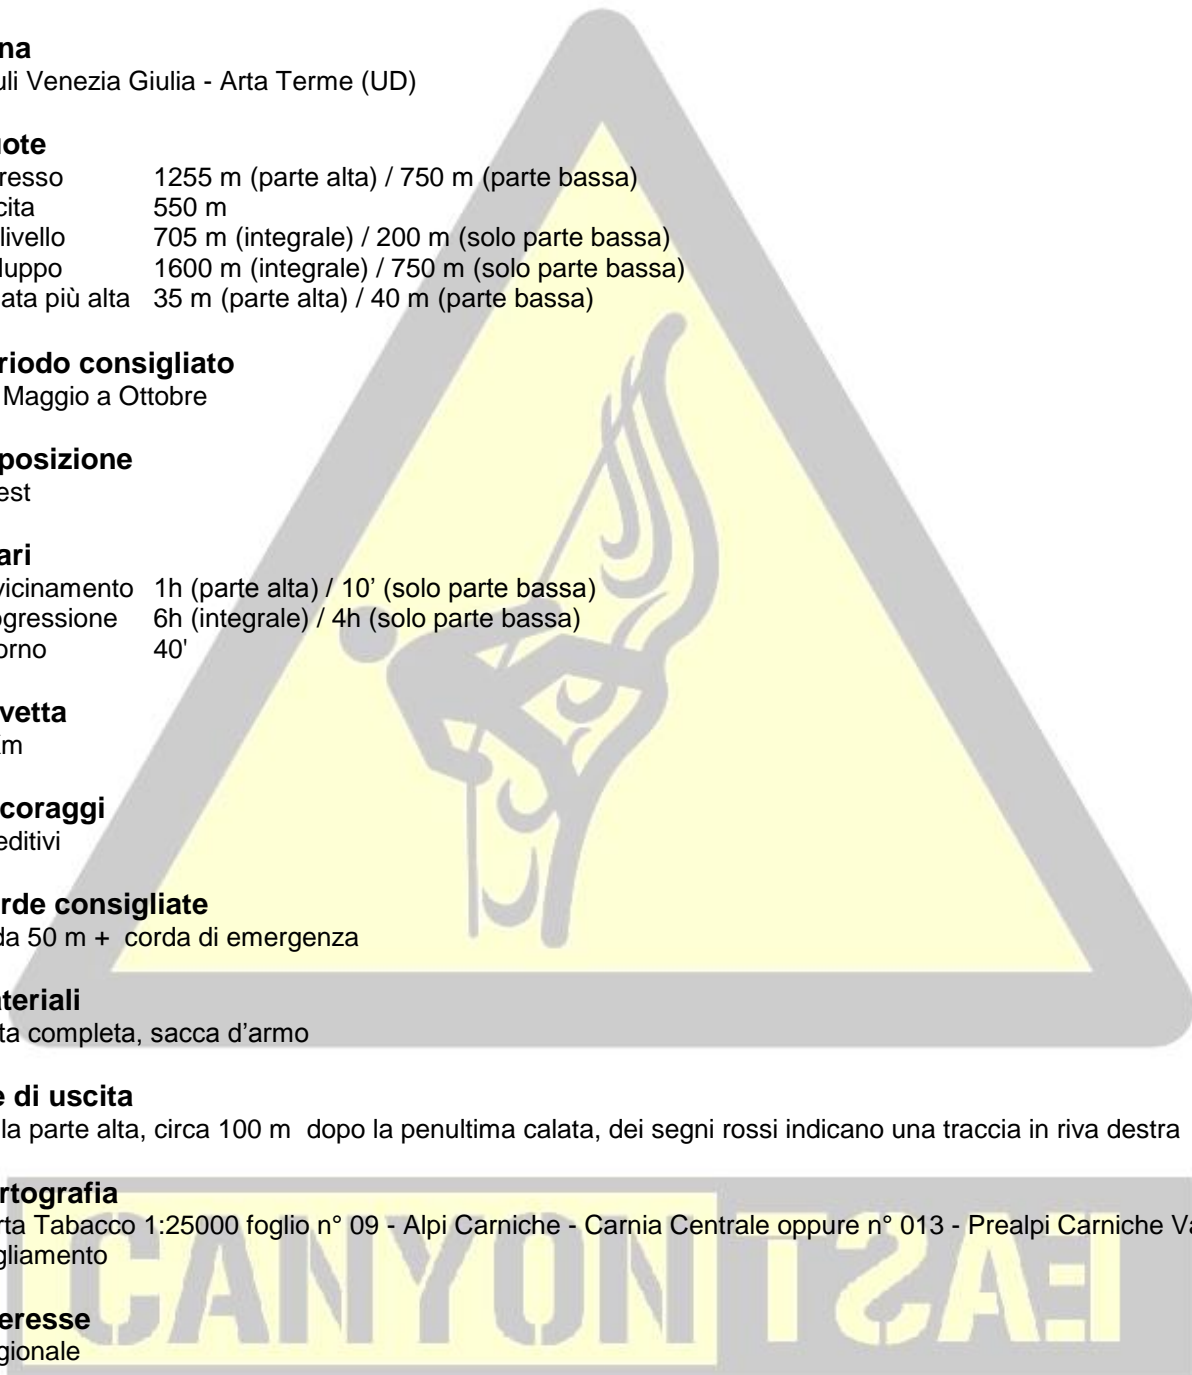 na
uli Venezia Giulia - Arta Terme (UD)
uote
resso 1255 m (parte alta) / 750 m (parte bassa)
cita 550 m
livello 705 m (integrale) / 200 m (solo parte bassa)
luppo 1600 m (integrale) / 750 m (solo parte bassa)
ata più alta 35 m (parte alta) / 40 m (parte bassa)
riodo consigliato
Maggio a Ottobre
posizione
est
ari
vicinamento 1h (parte alta) / 10’ (solo parte bassa)
ogressione 6h (integrale) / 4h (solo parte bassa)
orno 40'
vetta
m
coraggi
editivi
rde consigliate
da 50 m + corda di emergenza
ateriali
ta completa, sacca d’armo
e di uscita
la parte alta, circa 100 m dopo la penultima calata, dei segni rossi indicano una traccia in riva destra
rtografia
rta Tabacco 1:25000 foglio n° 09 - Alpi Carniche - Carnia Centrale oppure n° 013 - Prealpi Carniche Va
gliamento
eresse
gionale
CANYON EAST